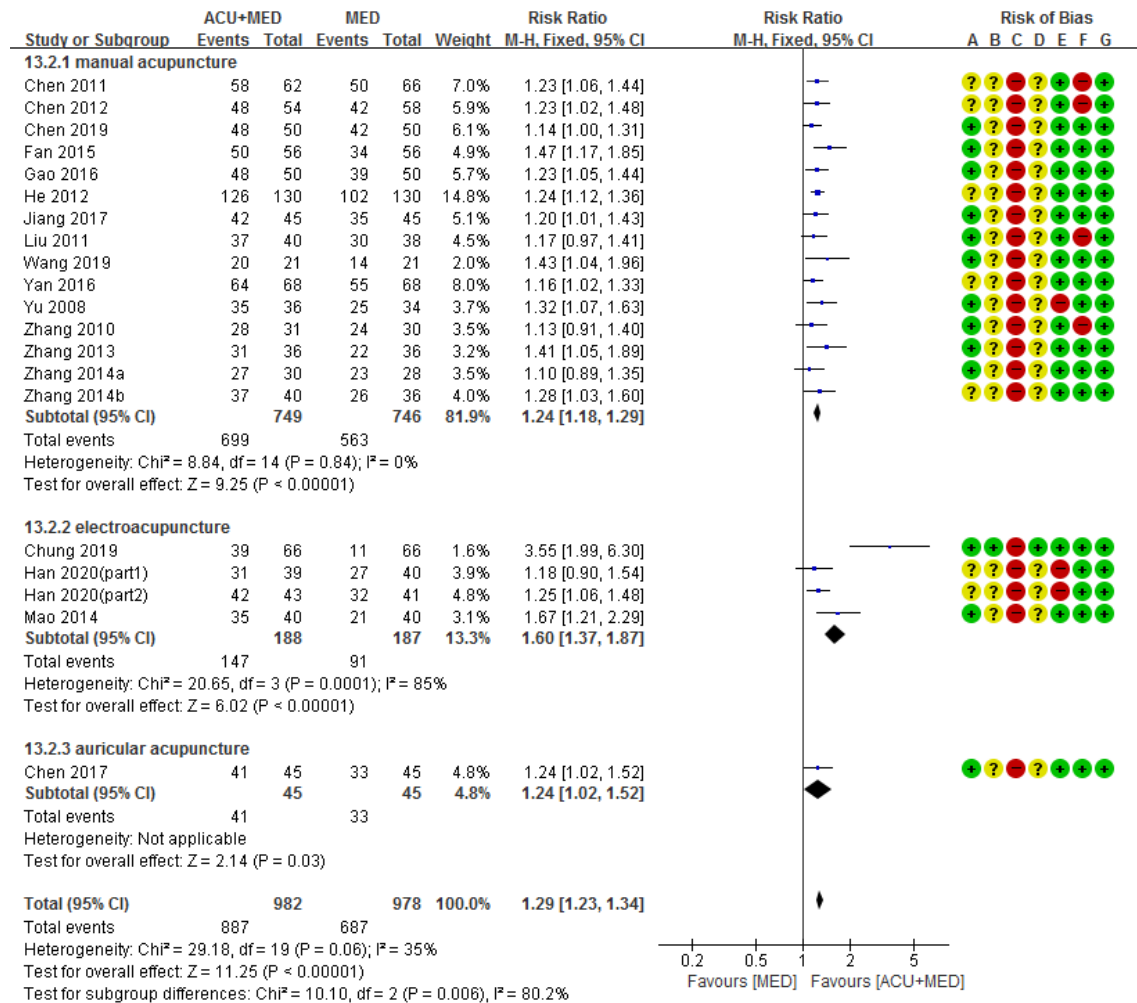 ACU+MED MED Risk Ratio Risk Ratio Risk of Bias
Study or Subgroup Events Total Events Total Weight M-H, Fixed, 95% CI M-H, Fixed, 95% CI A B C D E F G
13.2.1 manual acupuncture
Chen 2011 58 62 50 66 7.0% 1.23 [1.06, 1.44] ? ? – ? + – +
Chen 2012 48 54 42 58 5.9% 1.23 [1.02, 1.48] ? ? – ? + – +
Chen 2019 48 50 42 50 6.1% 1.14 [1.00, 1.31] + ? – ? + + +
Fan 2015 50 56 34 56 4.9% 1.47 [1.17, 1.85] + ? – ? + + +
Gao 2016 48 50 39 50 5.7% 1.23 [1.05, 1.44] + ? – ? + + +
He 2012 126 130 102 130 14.8% 1.24 [1.12, 1.36] ? ? – ? + + +
Jiang 2017 42 45 35 45 5.1% 1.20 [1.01, 1.43] + ? – ? + + +
Liu 2011 37 40 30 38 4.5% 1.17 [0.97, 1.41] + ? – ? + – +
Wang 2019 20 21 14 21 2.0% 1.43 [1.04, 1.96] + ? – ? + + +
Yan 2016 64 68 55 68 8.0% 1.16 [1.02, 1.33] ? ? – ? + + +
Yu 2008 35 36 25 34 3.7% 1.32 [1.07, 1.63] + ? – ? – + +
Zhang 2010 28 31 24 30 3.5% 1.13 [0.91, 1.40] + ? – ? + – +
Zhang 2013 31 36 22 36 3.2% 1.41 [1.05, 1.89] + ? – ? + + +
Zhang 2014a 27 30 23 28 3.5% 1.10 [0.89, 1.35] + ? – ? + + +
Zhang 2014b 37 40 26 36 4.0% 1.28 [1.03, 1.60] ? ? – ? + + +
Subtotal (95% CI) 749 746 81.9% 1.24 [1.18, 1.29]
Total events 699 563
Heterogeneity: Chi² = 8.84, df = 14 (P = 0.84); I² = 0%
Test for overall effect: Z = 9.25 (P < 0.00001)
13.2.2 electroacupuncture
Chung 2019 39 66 11 66 1.6% 3.55 [1.99, 6.30] + + – + + + +
Han 2020(part1) 31 39 27 40 3.9% 1.18 [0.90, 1.54] ? ? – ? – + +
Han 2020(part2) 42 43 32 41 4.8% 1.25 [1.06, 1.48] ? ? – ? – + +
Mao 2014 35 40 21 40 3.1% 1.67 [1.21, 2.29] + ? – ? + + +
Subtotal (95% CI) 188 187 13.3% 1.60 [1.37, 1.87]
Total events 147 91
Heterogeneity: Chi² = 20.65, df = 3 (P = 0.0001); I² = 85%
Test for overall effect: Z = 6.02 (P < 0.00001)
13.2.3 auricular acupuncture
Chen 2017 41 45 33 45 4.8% 1.24 [1.02, 1.52] + ? – ? + + +
Subtotal (95% CI) 45 45 4.8% 1.24 [1.02, 1.52]
Total events 41 33
Heterogeneity: Not applicable
Test for overall effect: Z = 2.14 (P = 0.03)
Total (95% CI) 982 978 100.0% 1.29 [1.23, 1.34]
Total events 887 687
Heterogeneity: Chi² = 29.18, df = 19 (P = 0.06); I² = 35%
Test for overall effect: Z = 11.25 (P < 0.00001)
Test for subgroup differences: Chi² = 10.10, df = 2 (P = 0.006), I² = 80.2%
0.2 0.5 1 2 5
Favours [MED] Favours [ACU+MED]